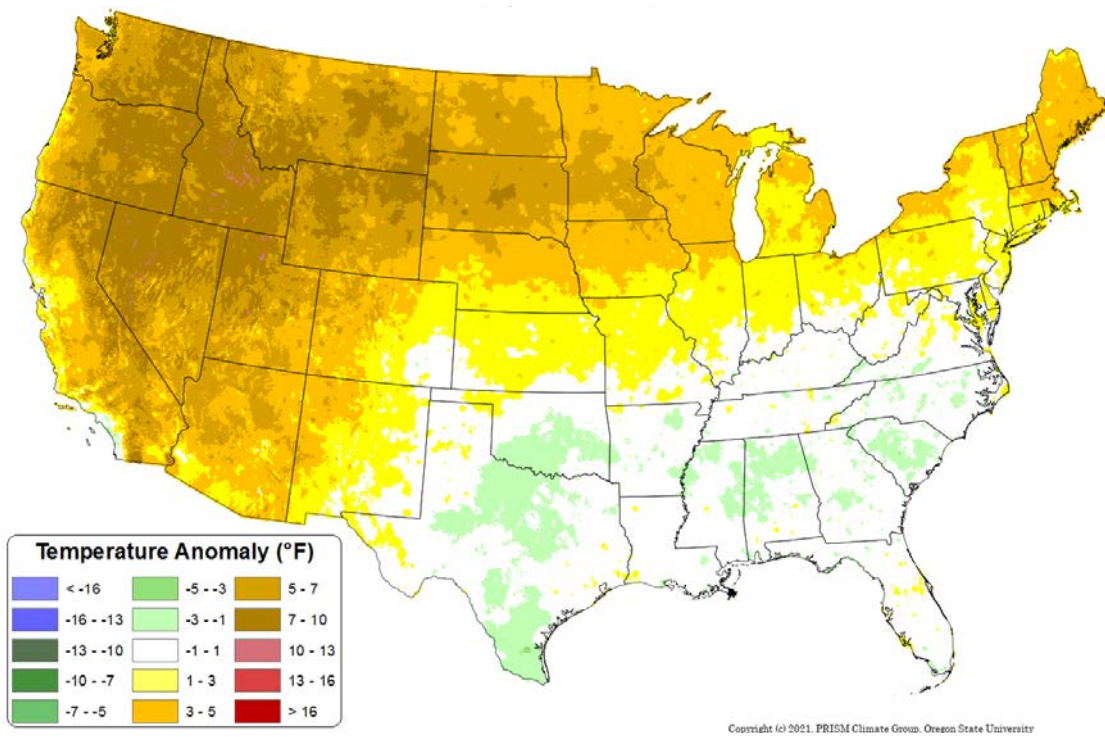 Temperature Anomaly (°F)
< -16
-5 - -3
5 - 7
-16 - -13
-3 - -1
7 - 10
-13 - -10
-1 - 1
10 - 13
-10 - -7
1 - 3
13 - 16
-7 - -5
3 - 5
> 16
Copyright (c) 2021, PRISM Climate Group, Oregon State University